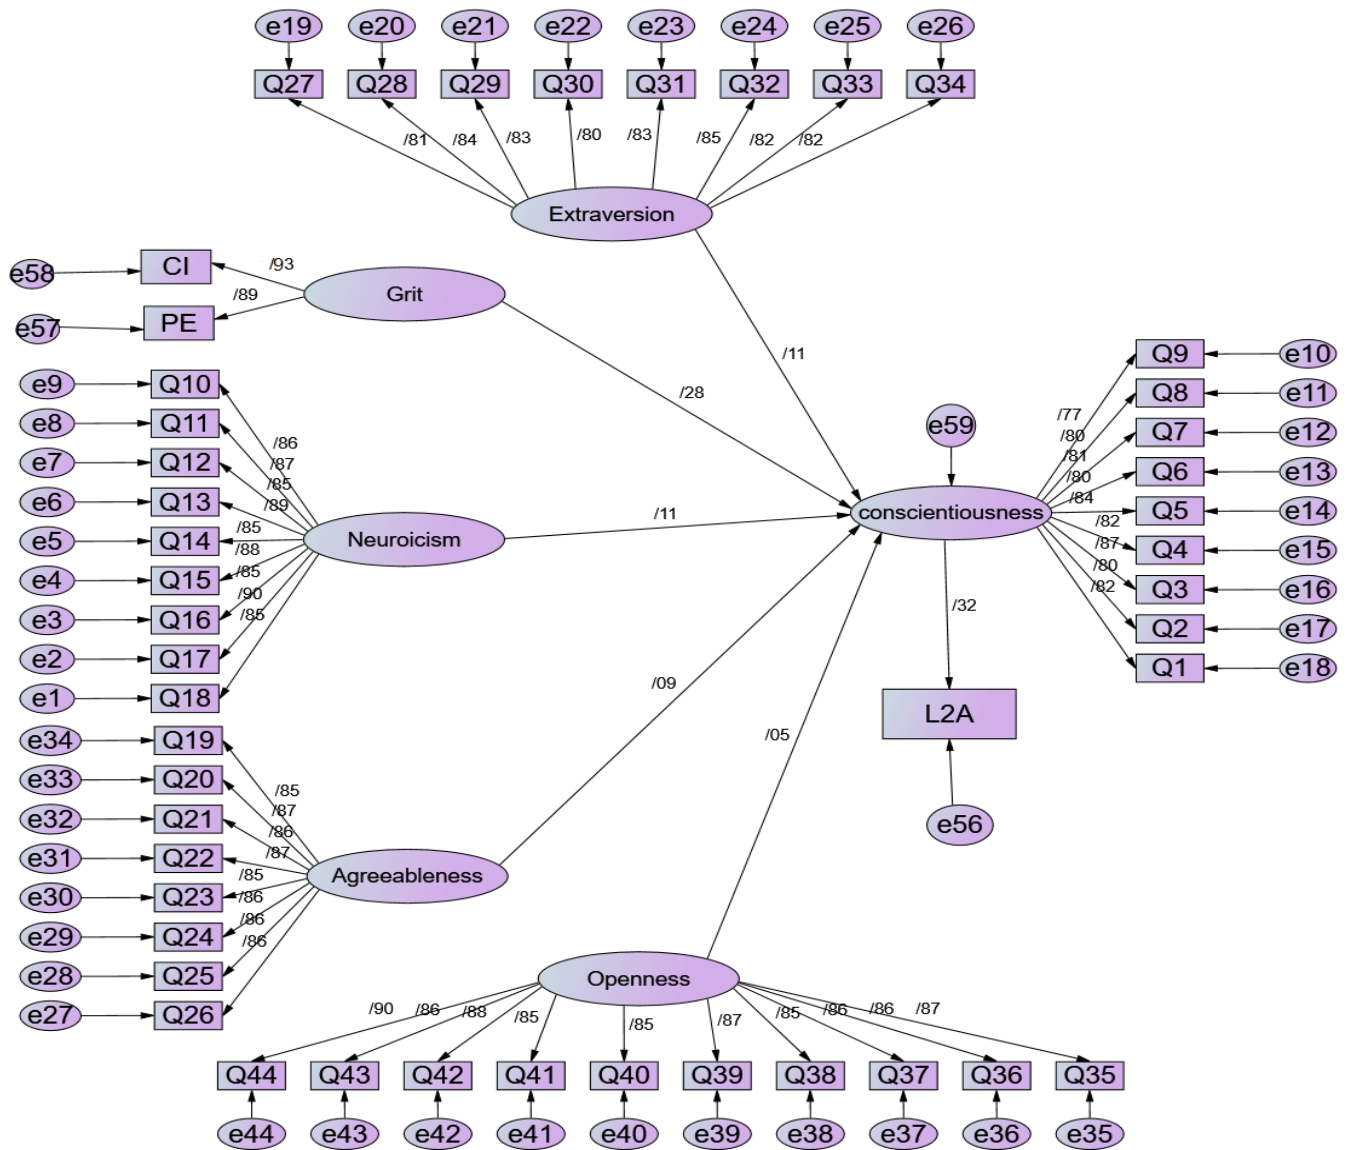 e19 e20 e21 e22 e23 e24 e25 e26
Q27 Q28 Q29 Q30 Q31 Q32 Q33 Q34
/81 /84 /83 /80 /83 /85 /82 /82
Extraversion
e58 CI /93
Grit
e57 PE /89
/11
/28
e9 Q10
e8 Q11
e7 Q12
e6 Q13
e5 Q14
e4 Q15
e3 Q16
e2 Q17
e1 Q18
/86
/87
/85
/89
/85
/88
/85
/90
/85
Neuroicism
/11
e59
conscientiousness
Q9 e10
Q8 e11
Q7 e12
Q6 e13
Q5 e14
Q4 e15
Q3 e16
Q2 e17
Q1 e18
/77
/80
/81
/80
/84
/82
/87
/80
/82
/32
L2A
e56
e34 Q19
e33 Q20
e32 Q21
e31 Q22
e30 Q23
e29 Q24
e28 Q25
e27 Q26
/85
/87
/86
/87
/85
/86
/86
/86
Agreeableness
/09
/05
Openness
/90 /86 /88 /85 /85 /87 /85 /86 /86 /87
Q44 Q43 Q42 Q41 Q40 Q39 Q38 Q37 Q36 Q35
e44 e43 e42 e41 e40 e39 e38 e37 e36 e35